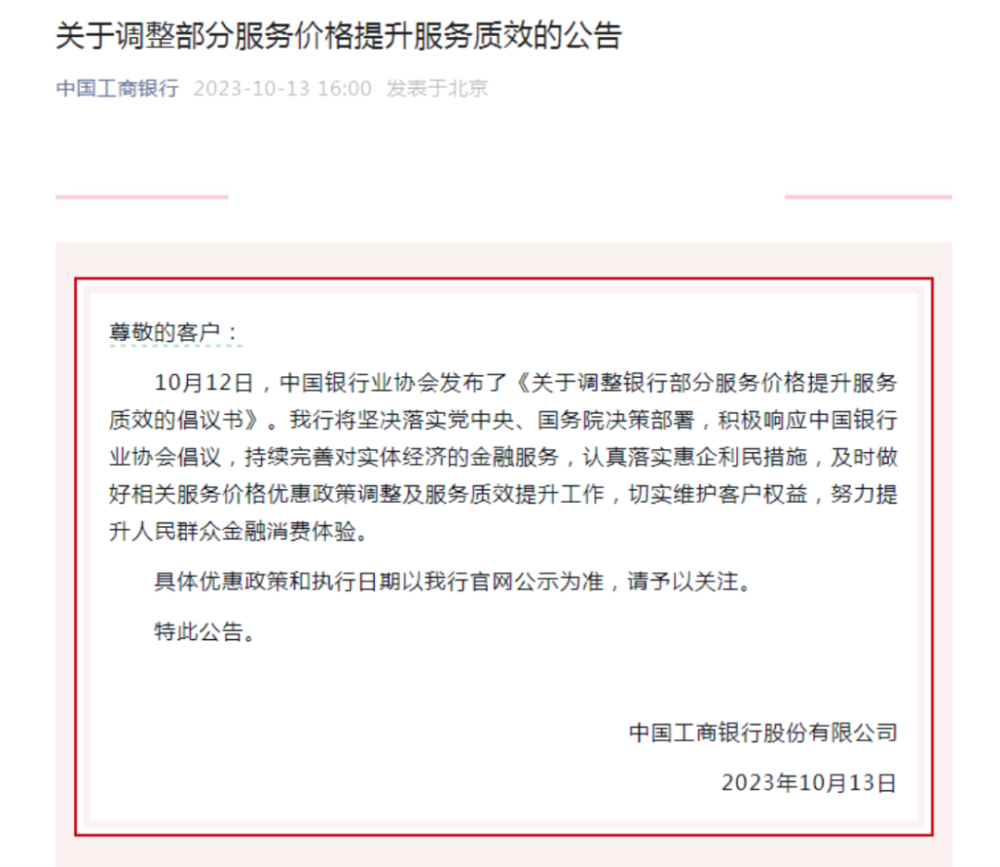 关于调整部分服务价格提升服务质效的公告
中国工商银行 2023-10-13 16:00 发表于北京
尊敬的客户：
10月12日，中国银行业协会发布了《关于调整银行部分服务价格提升服务
质效的倡议书》。我行将坚决落实党中央、国务院决策部署，积极响应中国银行
业协会倡议，持续完善对实体经济的金融服务，认真落实惠企利民措施，及时做
好相关服务价格优惠政策调整及服务质效提升工作，切实维护客户权益，努力提
升人民群众金融消费体验。
具体优惠政策和执行日期以我行官网公示为准，请予以关注。
特此公告。
中国工商银行股份有限公司
2023年10月13日